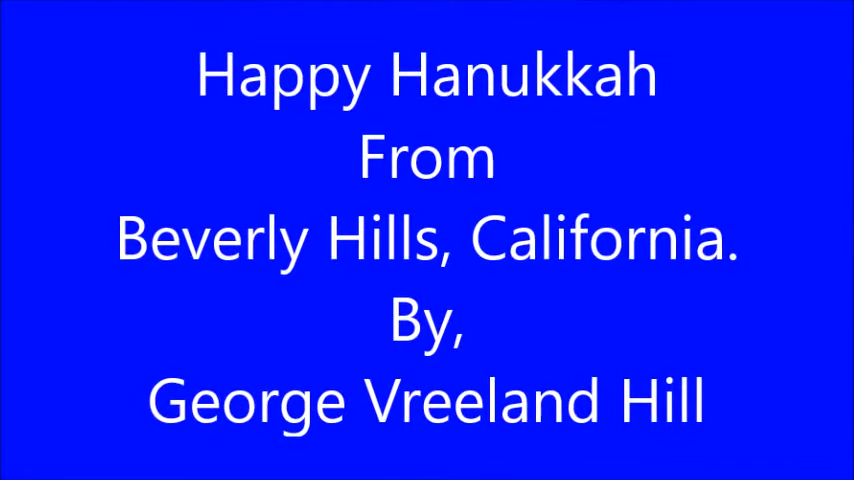 Happy Hanukkah
From
Beverly Hills, California.
By,
George Vreeland Hill